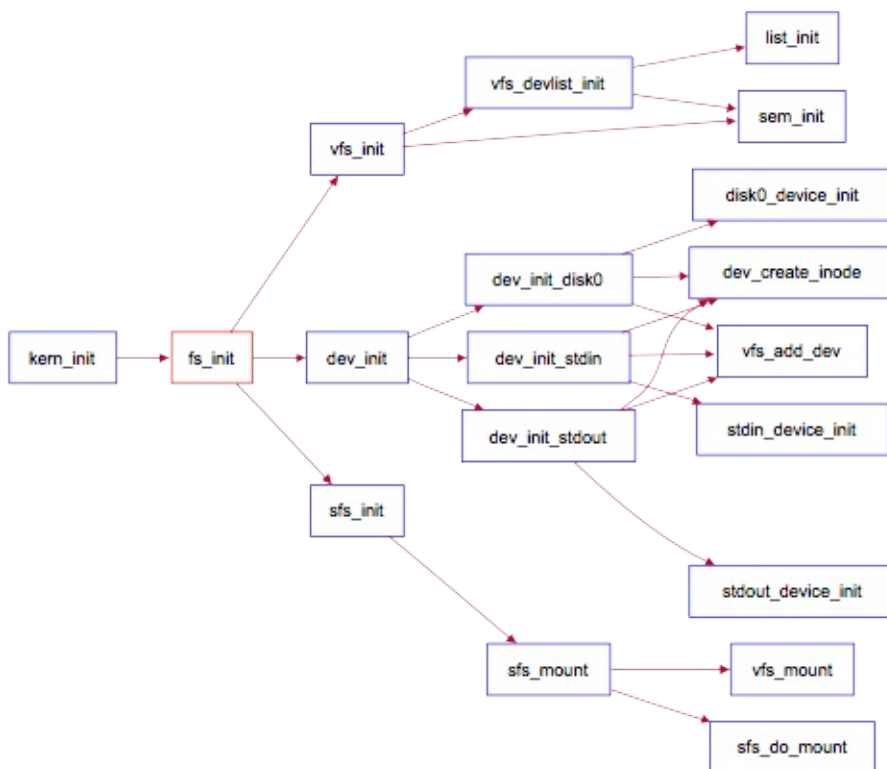 list_init
vfs_devlist_init
sem_init
vfs_init
disk0_device_init
dev_init_disk0
dev_create_inode
kern_init
fs_init
dev_init
dev_init_stdin
vfs_add_dev
dev_init_stdout
stdin_device_init
sfs_init
stdout_device_init
sfs_mount
vfs_mount
sfs_do_mount